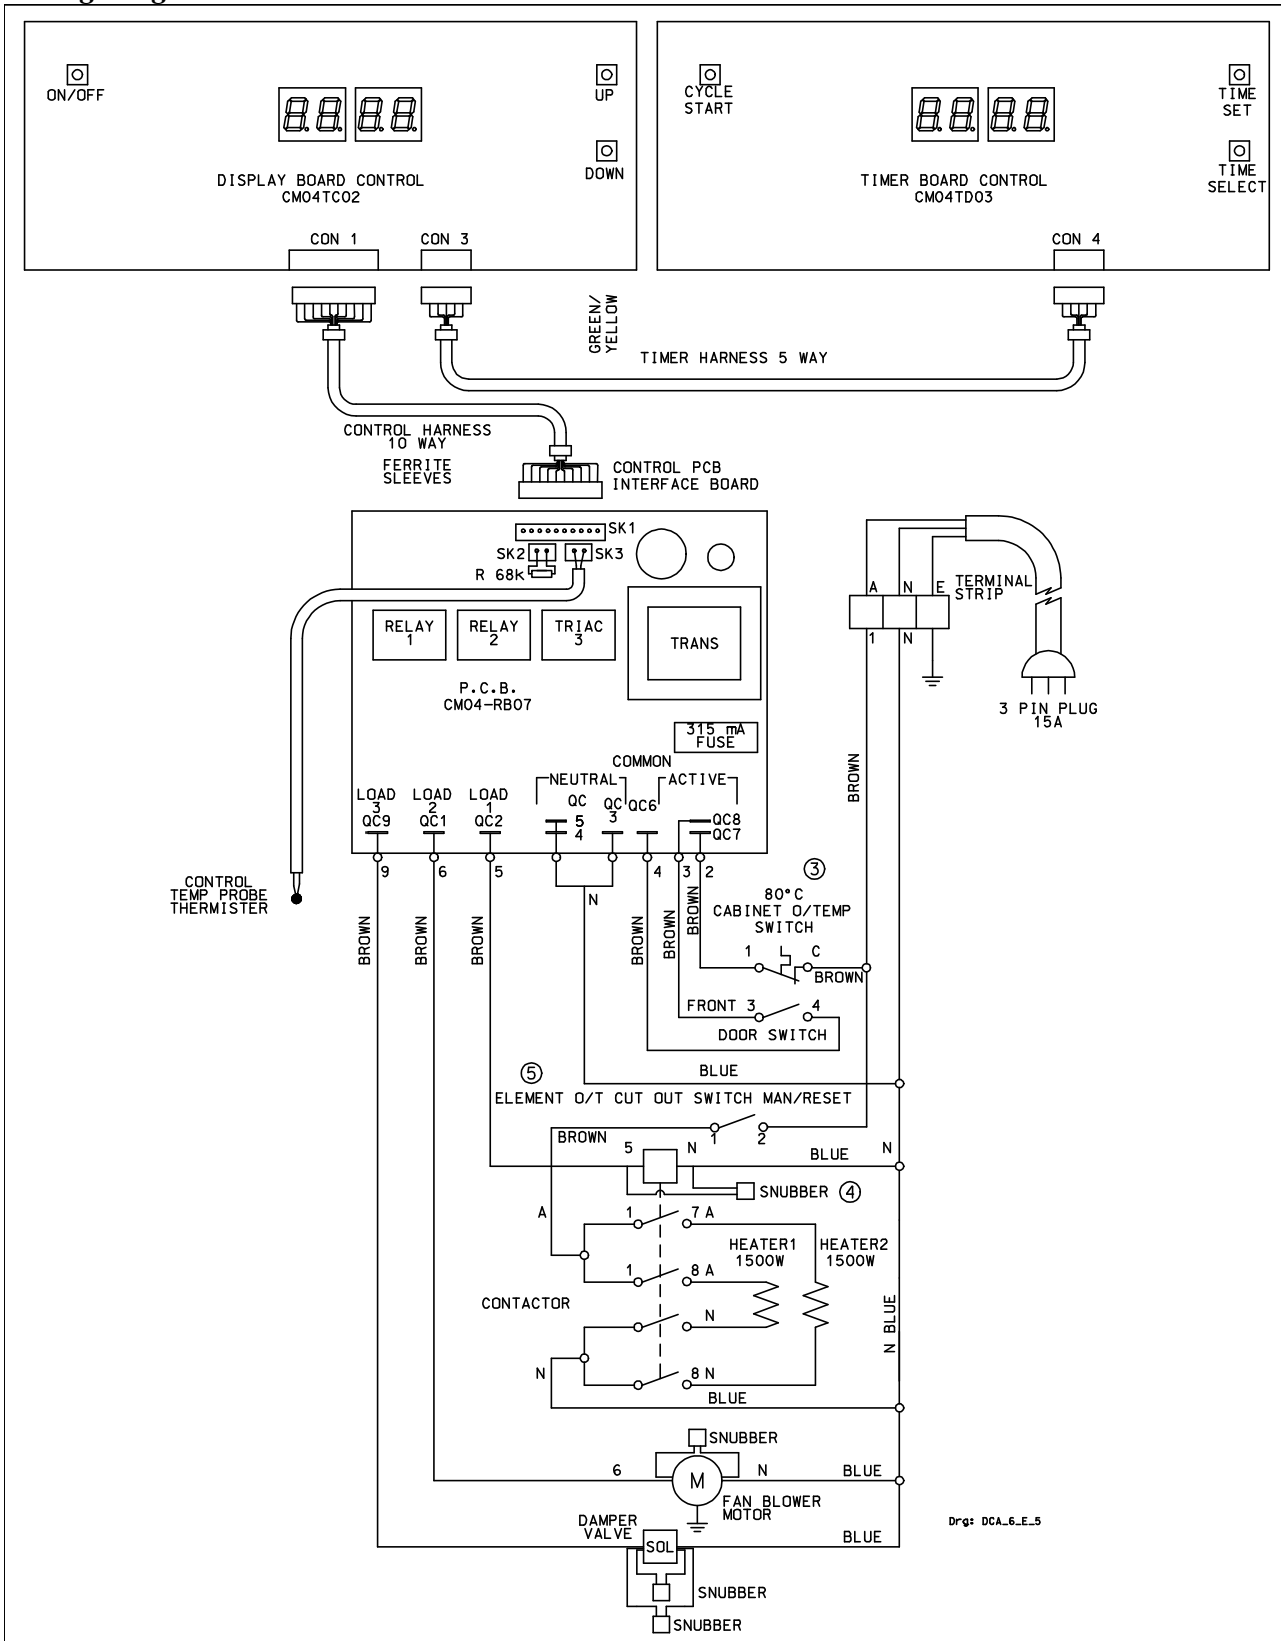 ON/OFF
UP
DOWN
88 88
DISPLAY BOARD CONTROL
CM04TC02
CON 1
CON 3
CYCLE
START
TIME
SET
TIME
SELECT
88 88
TIMER BOARD CONTROL
CM04TD03
CON 4
GREEN/
YELLOW
TIMER HARNESS 5 WAY
CONTROL HARNESS
10 WAY
FERRITE
SLEEVES
CONTROL PCB
INTERFACE BOARD
SK1
SK2
SK3
R 68K
RELAY
1
RELAY
2
TRIAC
3
TRANS
P.C.B.
CM04-RB07
315 mA
FUSE
COMMON
NEUTRAL
ACTIVE
LOAD
3
QC9
LOAD
2
QC1
LOAD
1
QC2
QC
5
4
QC
3
QC6
QC8
QC7
9
6
5
N
4
3
2
A
N
E
TERMINAL
STRIP
1
N
3 PIN PLUG
15A
BROWN
CONTROL
TEMP PROBE
THERMISTER
BROWN
BROWN
BROWN
BROWN
BROWN
BROWN
3
80°C
CABINET O/TEMP
SWITCH
1
C
BROWN
FRONT 3
4
DOOR SWITCH
BLUE
5
ELEMENT O/T CUT OUT SWITCH MAN/RESET
BROWN
1
2
5
N
BLUE
N
SNUBBER
4
A
1
7 A
HEATER1
1500W
HEATER2
1500W
1
8 A
CONTACTOR
N
N
8 N
BLUE
N BLUE
SNUBBER
6
M
N
BLUE
FAN BLOWER
MOTOR
DAMPER
VALVE
SOL
BLUE
SNUBBER
SNUBBER
Drg: DCA_6_E_5